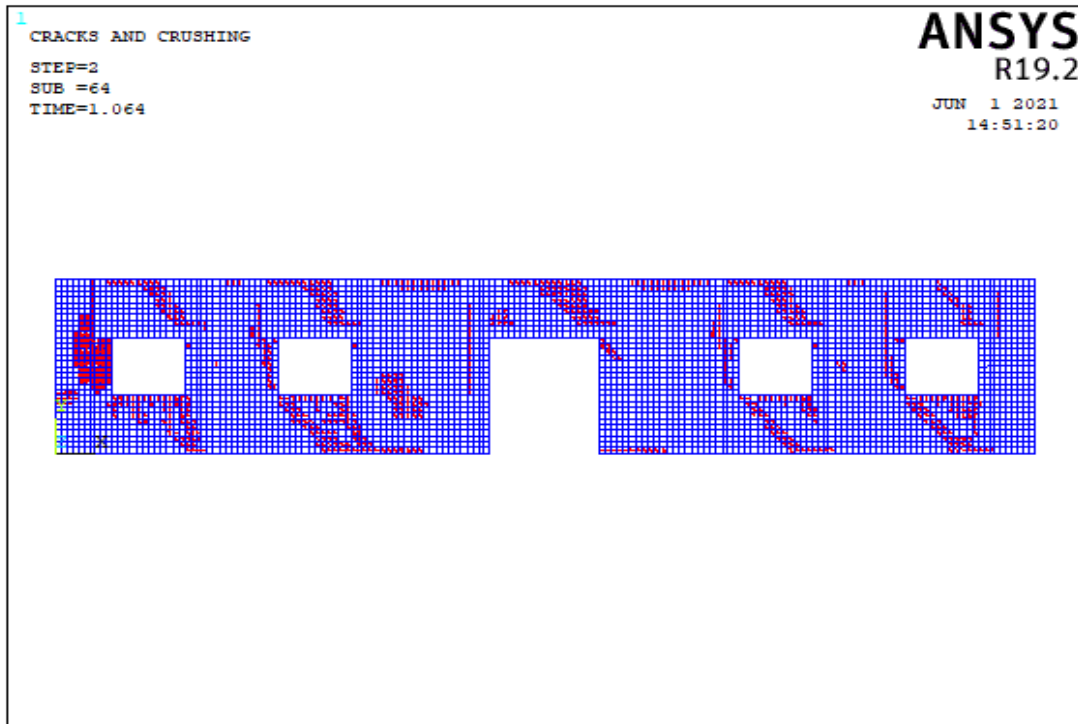 1
CRACKS AND CRUSHING
STEP=2
SUB =64
TIME=1.064
ANSYS
R19.2
JUN  1 2021
14:51:20
X